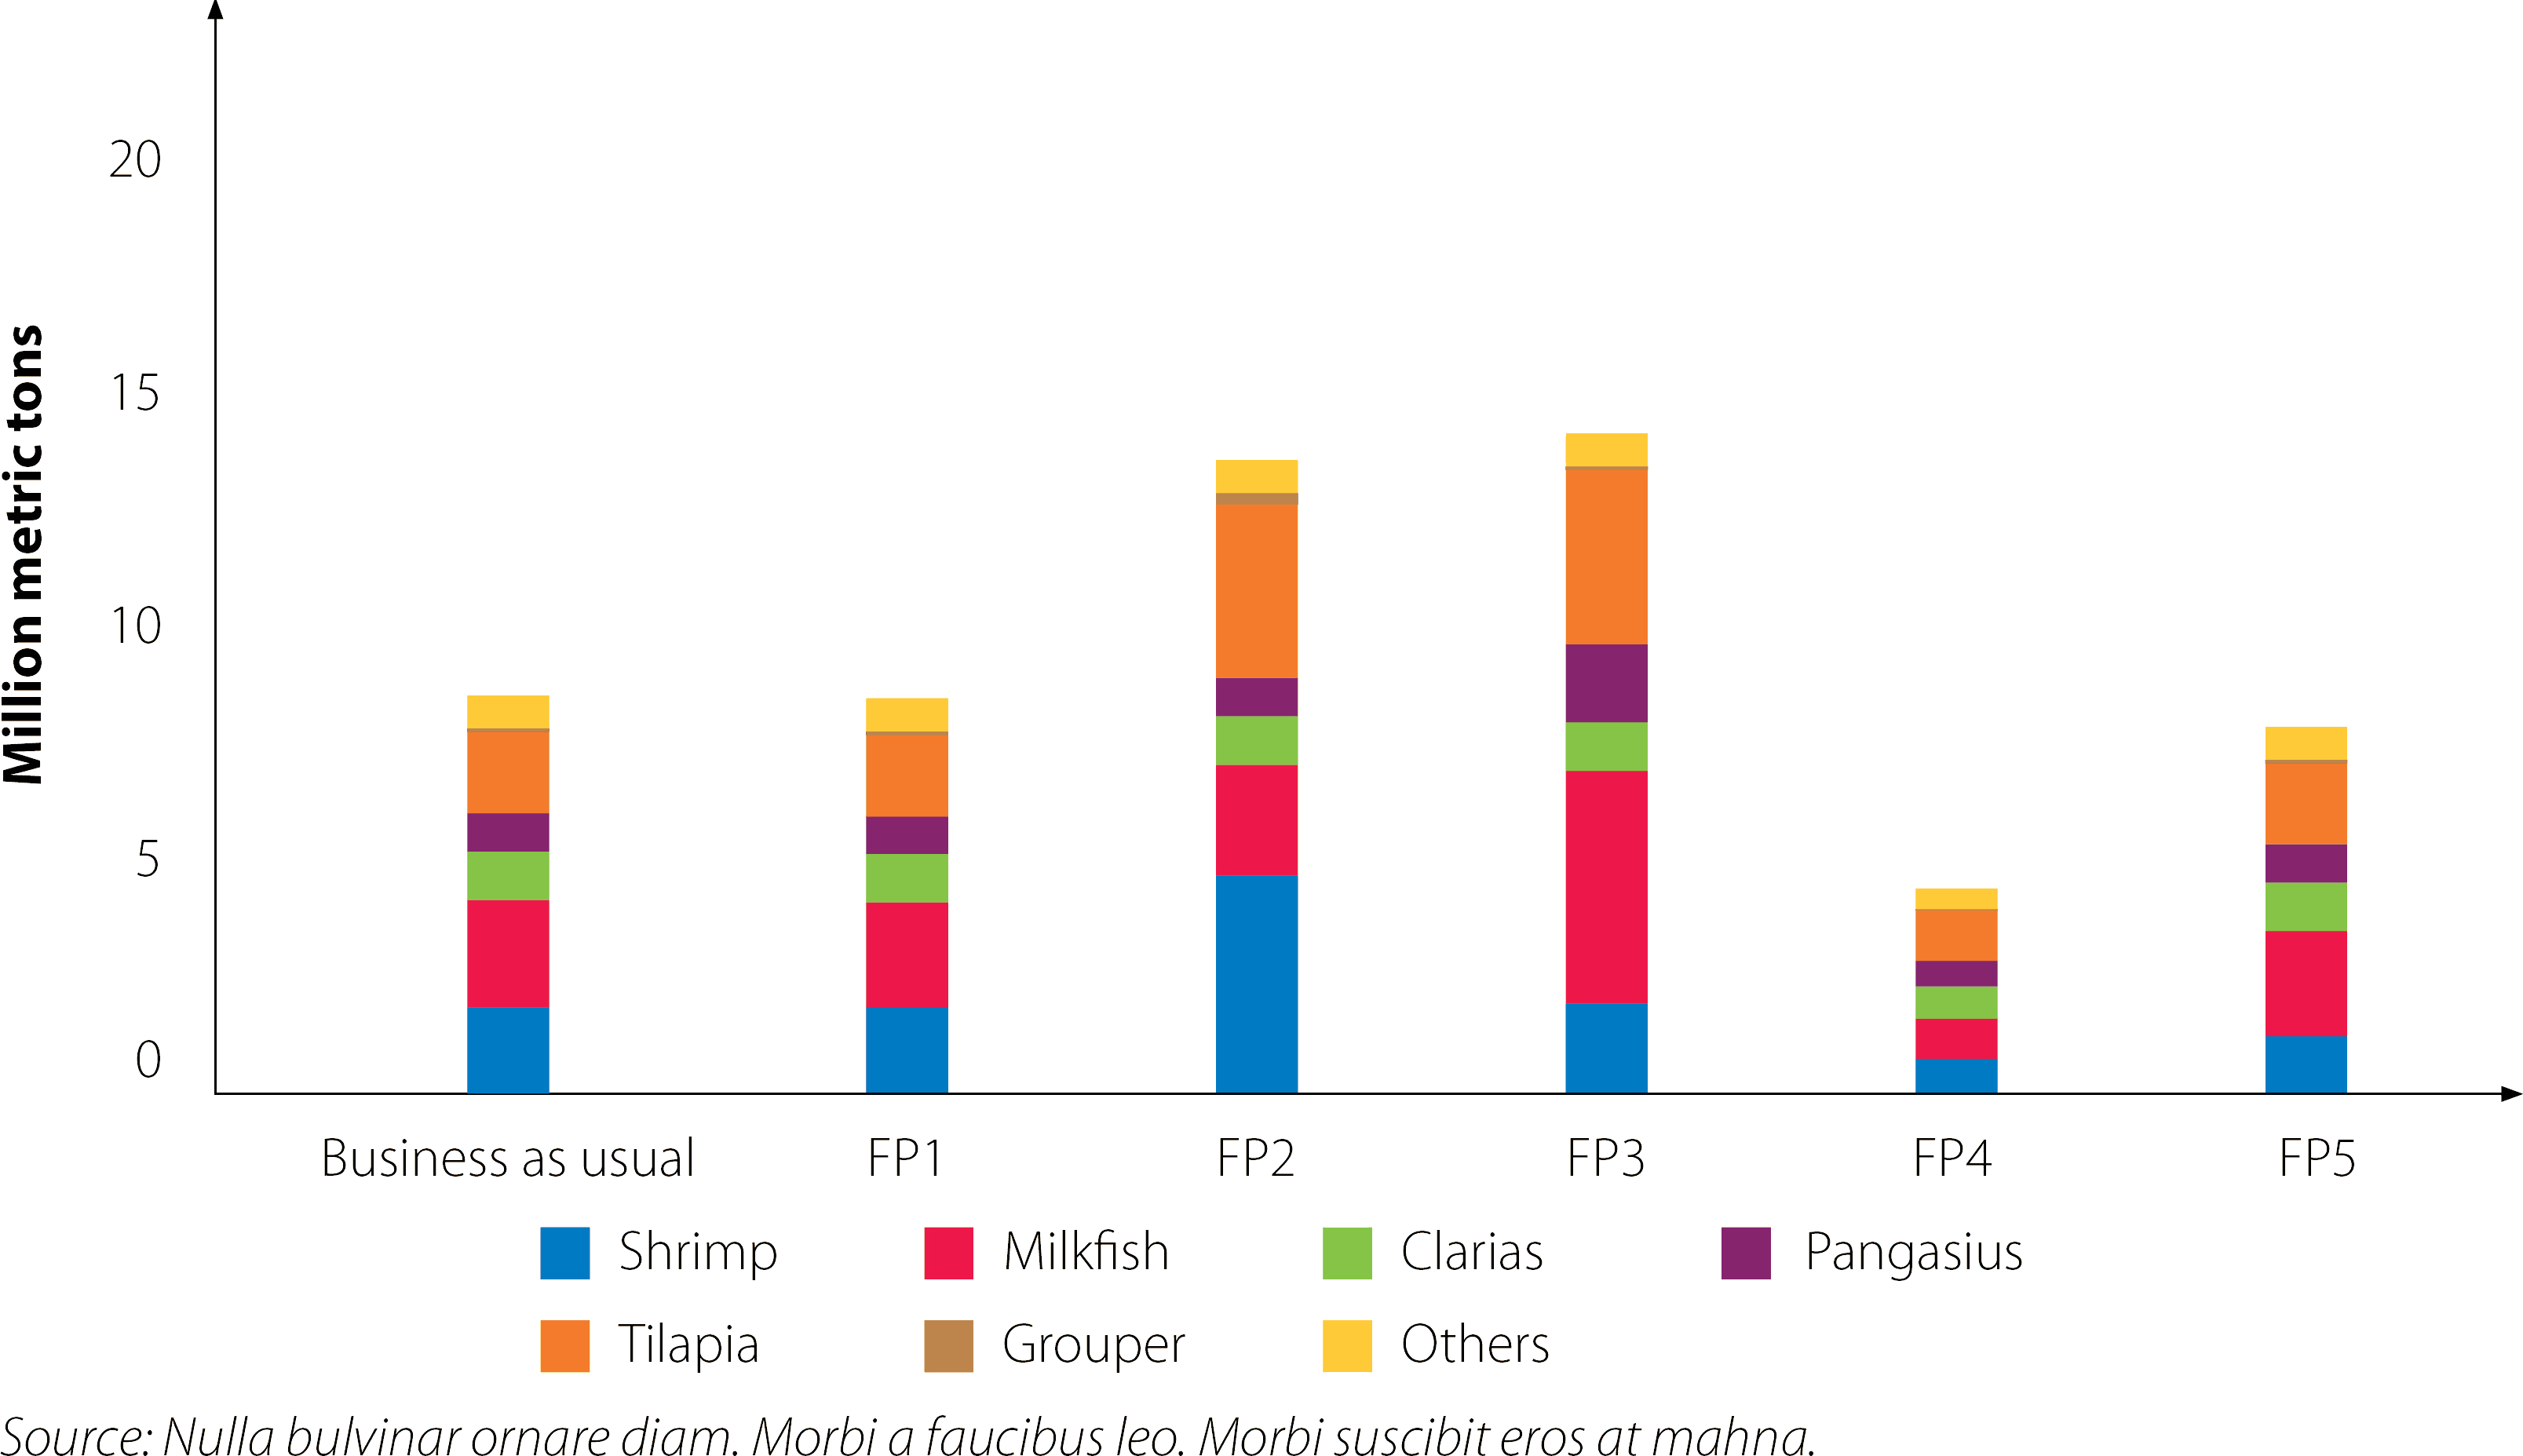 Million metric tons
20
15
10
5
0
Business as usual FP1 FP2 FP3 FP4 FP5
Shrimp Milkfish Clarias Pangasius
Tilapia Grouper Others
Source: Nulla bulvinar ornare diam. Morbi a faucibus leo. Morbi suscibit eros at mahna.